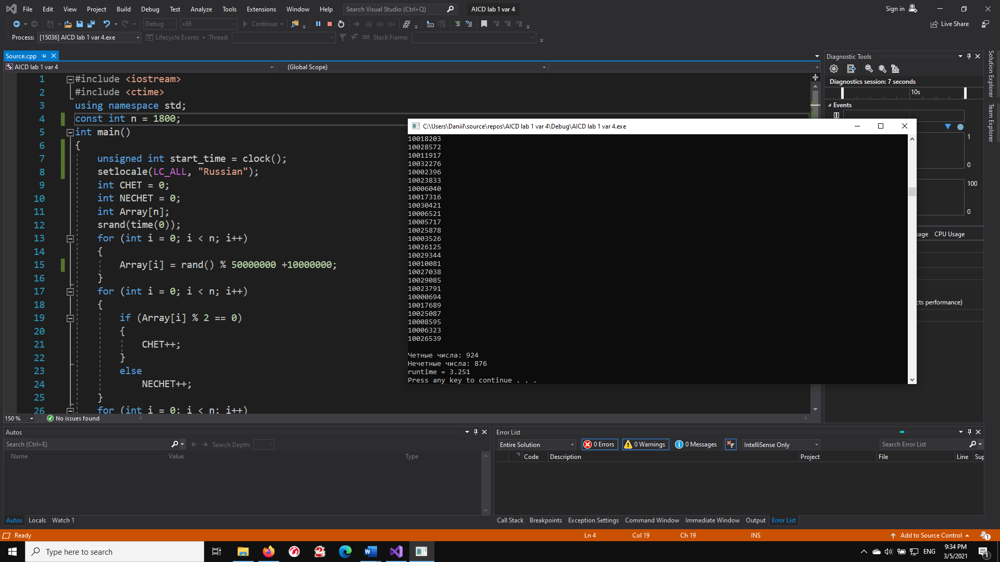 File Edit View Project Build Debug Test Analyze Tools Extensions Window Help Search Visual Studio (Ctrl+Q) AICD lab 1 var 4 Sign in
Debug x86 Continue Live Share
Process: [15036] AICD lab 1 var 4.exe Lifecycle Events Thread: Stack Frame:
Source.cpp
AICD lab 1 var 4 (Global Scope)
1 #include <iostream>
2 #include <ctime>
3 using namespace std;
4 const int n = 1800;
5 int main()
6 {
7 unsigned int start_time = clock();
8 setlocale(LC_ALL, "Russian");
9 int CHET = 0;
10 int NECHET = 0;
11 int Array[n];
12 srand(time(0));
13 for (int i = 0; i < n; i++)
14 {
15 Array[i] = rand() % 50000000 +10000000;
16 }
17 for (int i = 0; i < n; i++)
18 {
19 if (Array[i] % 2 == 0)
20 {
21 CHET++;
22 }
23 else
24 NECHET++;
25 }
26 for (int i = 0; i < n; i++)
150 % No issues found
C:\Users\Daniil\source\repos\AICD lab 1 var 4\Debug\AICD lab 1 var 4.exe
10018203
10028572
10011917
10032276
10002396
10023833
10006040
10017316
10030421
10006521
10005717
10025878
10003526
10026125
10029344
10010081
10027038
10029085
10023791
10000694
10017689
10025087
10008595
10006323
10026539
Четные числа: 924
Нечетные числа: 876
runtime = 3.251
Press any key to continue . . .
Diagnostic Tools
Diagnostics session: 7 seconds
10s
Events
1
0
100
0
sage CPU Usage
cts performance)
Solution Explorer
Team Explorer
Autos
Search (Ctrl+E) Search Depth:
Name Value Type
Autos Locals Watch 1
Error List
Entire Solution 0 Errors 0 Warnings 0 Messages IntelliSense Only Search Error List
Code Description Project File Line Sup
Call Stack Breakpoints Exception Settings Command Window Immediate Window Output Error List
Ready Ln 4 Col 19 Ch 19 INS Add to Source Control 1
Type here to search ENG 9:34 PM
3/5/2021 1